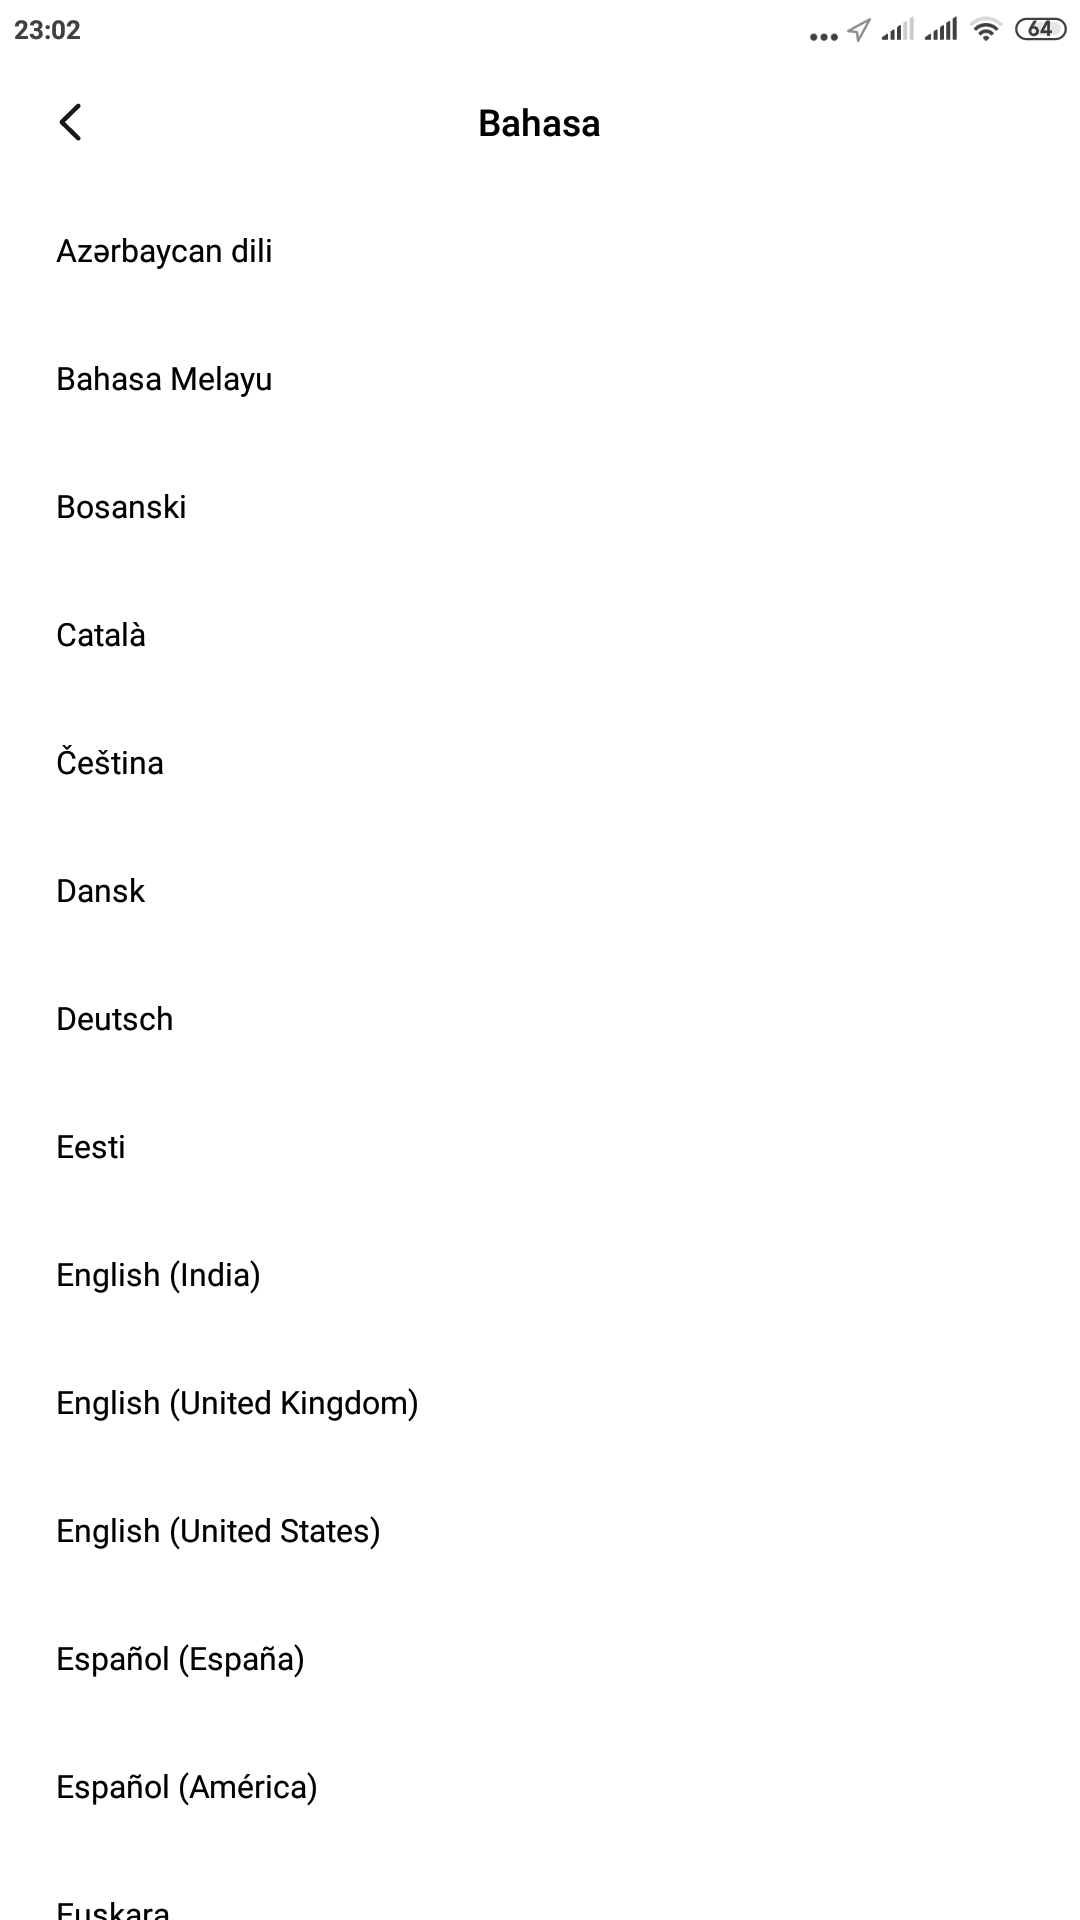 23:02
64
Bahasa
Azərbaycan dili
Bahasa Melayu
Bosanski
Català
Čeština
Dansk
Deutsch
Eesti
English (India)
English (United Kingdom)
English (United States)
Español (España)
Español (América)
Euskara